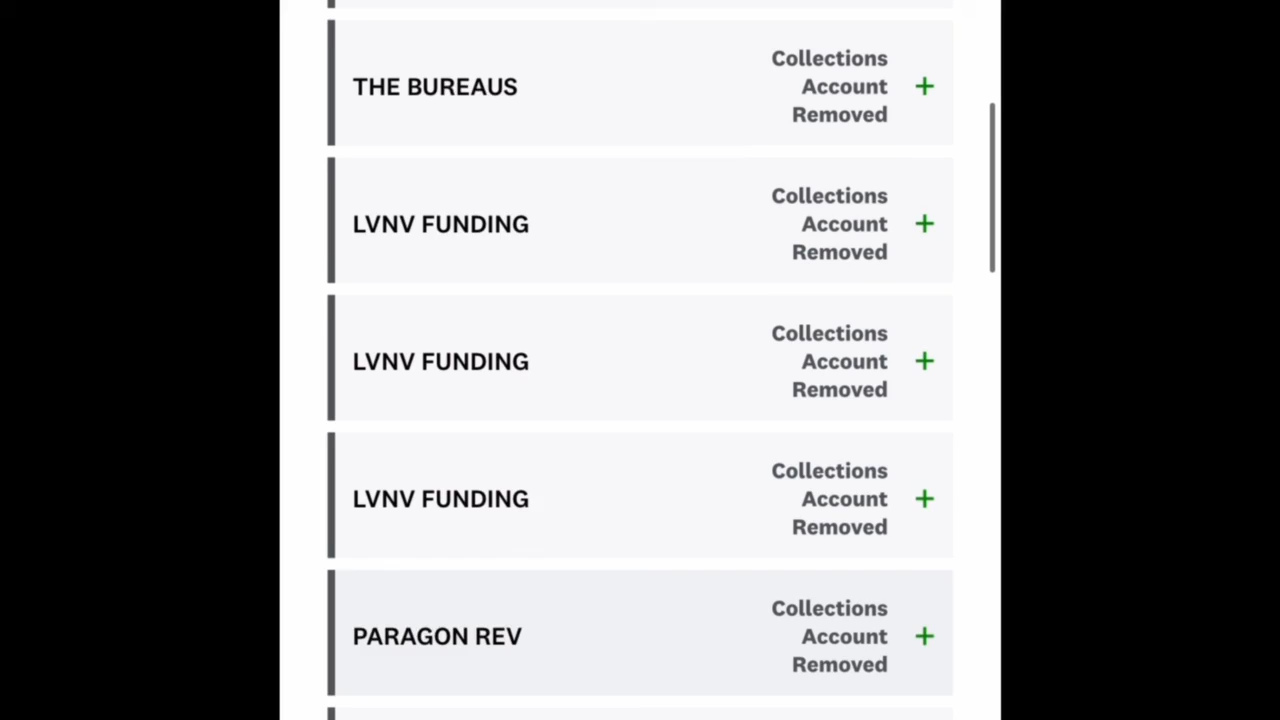 THE BUREAUS
Collections
Account
Removed
+
LVNV FUNDING
Collections
Account
Removed
+
LVNV FUNDING
Collections
Account
Removed
+
LVNV FUNDING
Collections
Account
Removed
+
PARAGON REV
Collections
Account
Removed
+